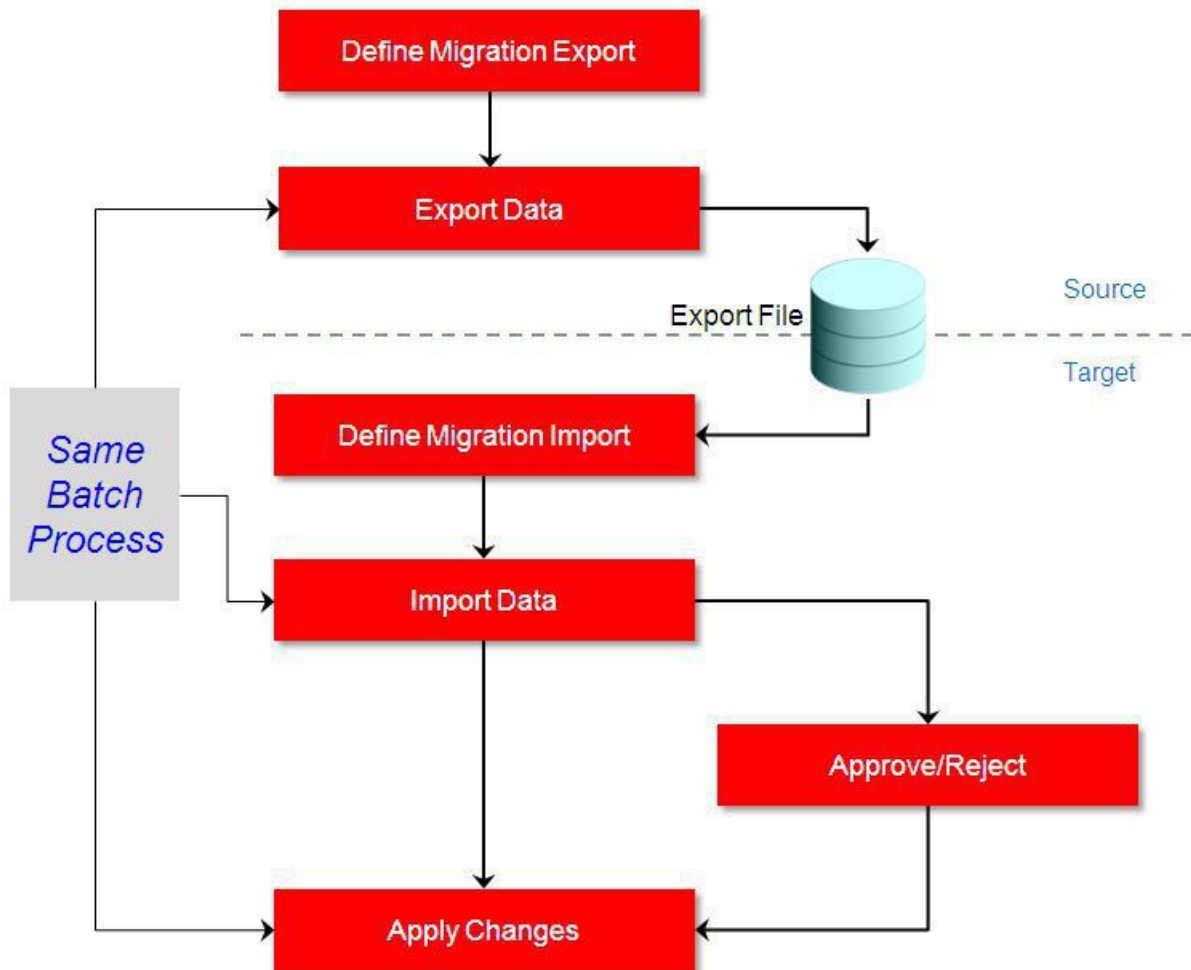 Define Migration Export
Export Data
Source
Export File
Target
Define Migration Import
Same
Batch
Process
Import Data
Approve/Reject
Apply Changes